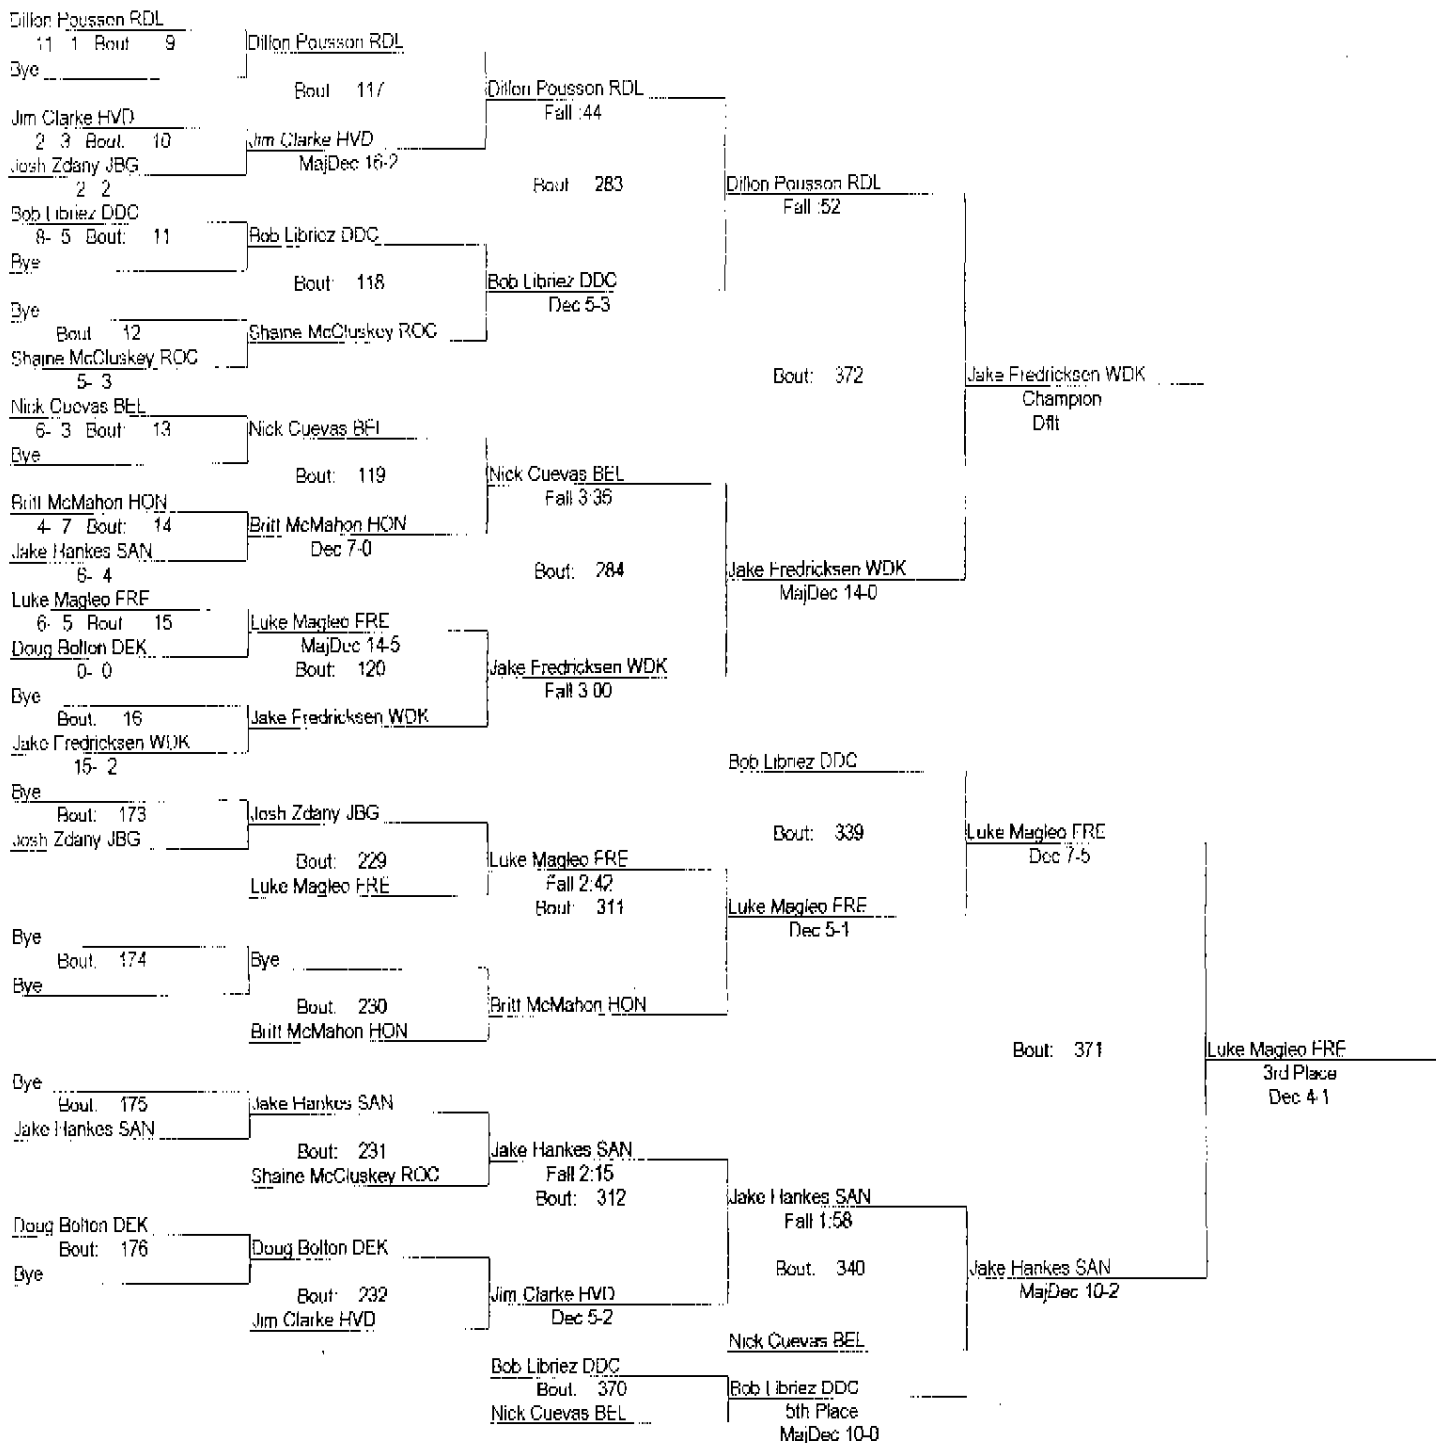 Dillon Pousson RDL
11 1 Bout 9
Bye
Dillon Pousson RDL
Bout 117
Dillon Pousson RDL
Fall :44
Jim Clarke HVD
2 3 Bout. 10
Josh Zdany JBG
2 2
Jim Clarke HVD
MajDec 16-2
Bout 283
Dillon Pousson RDL
Fall :52
Bob Libriez DDC
8- 5 Bout: 11
Bye
Bob Libriez DDC
Bout: 118
Bob Libriez DDC
Dec 5-3
Bye
Bout 12
Shaine McCluskey ROC
5- 3
Shaine McCluskey ROC
Bout: 372
Jake Fredricksen WDK
Champion
Dflt
Nick Cuevas BEL
6- 3 Bout: 13
Bye
Nick Cuevas BEL
Bout: 119
Nick Cuevas BEL
Fall 3:36
Britt McMahon HON
4- 7 Bout: 14
Jake Hankes SAN
6- 4
Britt McMahon HON
Dec 7-0
Bout: 284
Jake Fredricksen WDK
MajDec 14-0
Luke Magleo FRE
6- 5 Bout 15
Doug Bolton DEK
0- 0
Luke Magleo FRE
MajDec 14-5
Bout: 120
Jake Fredricksen WDK
Fall 3 00
Bye
Bout. 16
Jake Fredricksen WDK
15- 2
Jake Fredricksen WDK
Bob Libriez DDC
Bye
Bout: 173
Josh Zdany JBG
Josh Zdany JBG
Bout: 229
Luke Magleo FRE
Luke Magleo FRE
Fall 2:42
Bout: 311
Bout: 339
Luke Magleo FRE
Dec 7-5
Luke Magleo FRE
Dec 5-1
Bye
Bout. 174
Bye
Bye
Bout. 230
Britt McMahon HON
Britt McMahon HON
Bout: 371
Luke Magleo FRE
3rd Place
Dec 4-1
Bye
Bout. 175
Jake Hankes SAN
Jake Hankes SAN
Bout: 231
Shaine McCluskey ROC
Jake Hankes SAN
Fall 2:15
Bout: 312
Jake Hankes SAN
Fall 1:58
Doug Bolton DEK
Bout: 176
Bye
Doug Bolton DEK
Bout: 232
Jim Clarke HVD
Jim Clarke HVD
Dec 5-2
Bout. 340
Jake Hankes SAN
MajDec 10-2
Nick Cuevas BEL
Bob Libriez DDC
Bout. 370
Nick Cuevas BEL
Bob Libriez DDC
5th Place
MajDec 10-0